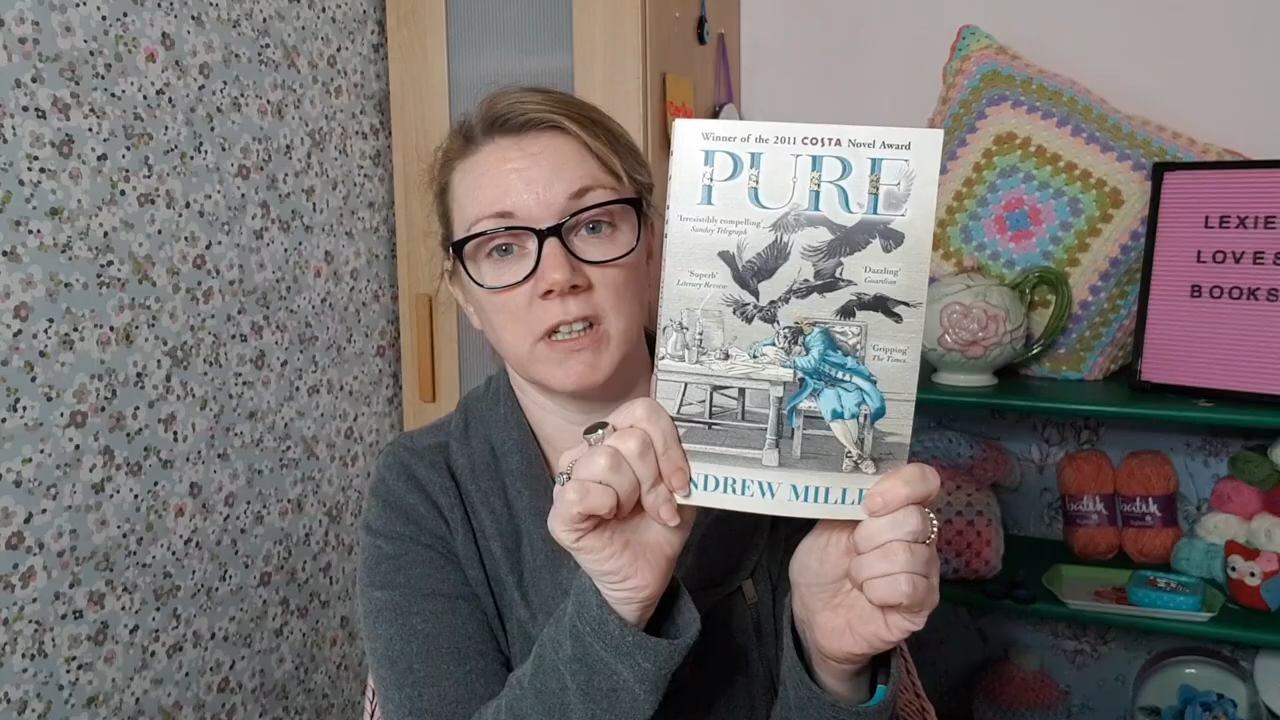 Winner of the 2011 COSTA Novel Award
PURE
'Irresistibly compelling'
Sunday Telegraph
'Superb'
Literary Review
'Dazzling'
Guardian
'Gripping'
The Times
NDREW MILLE
LEXIE
LOVES
BOOKS
batik
batik